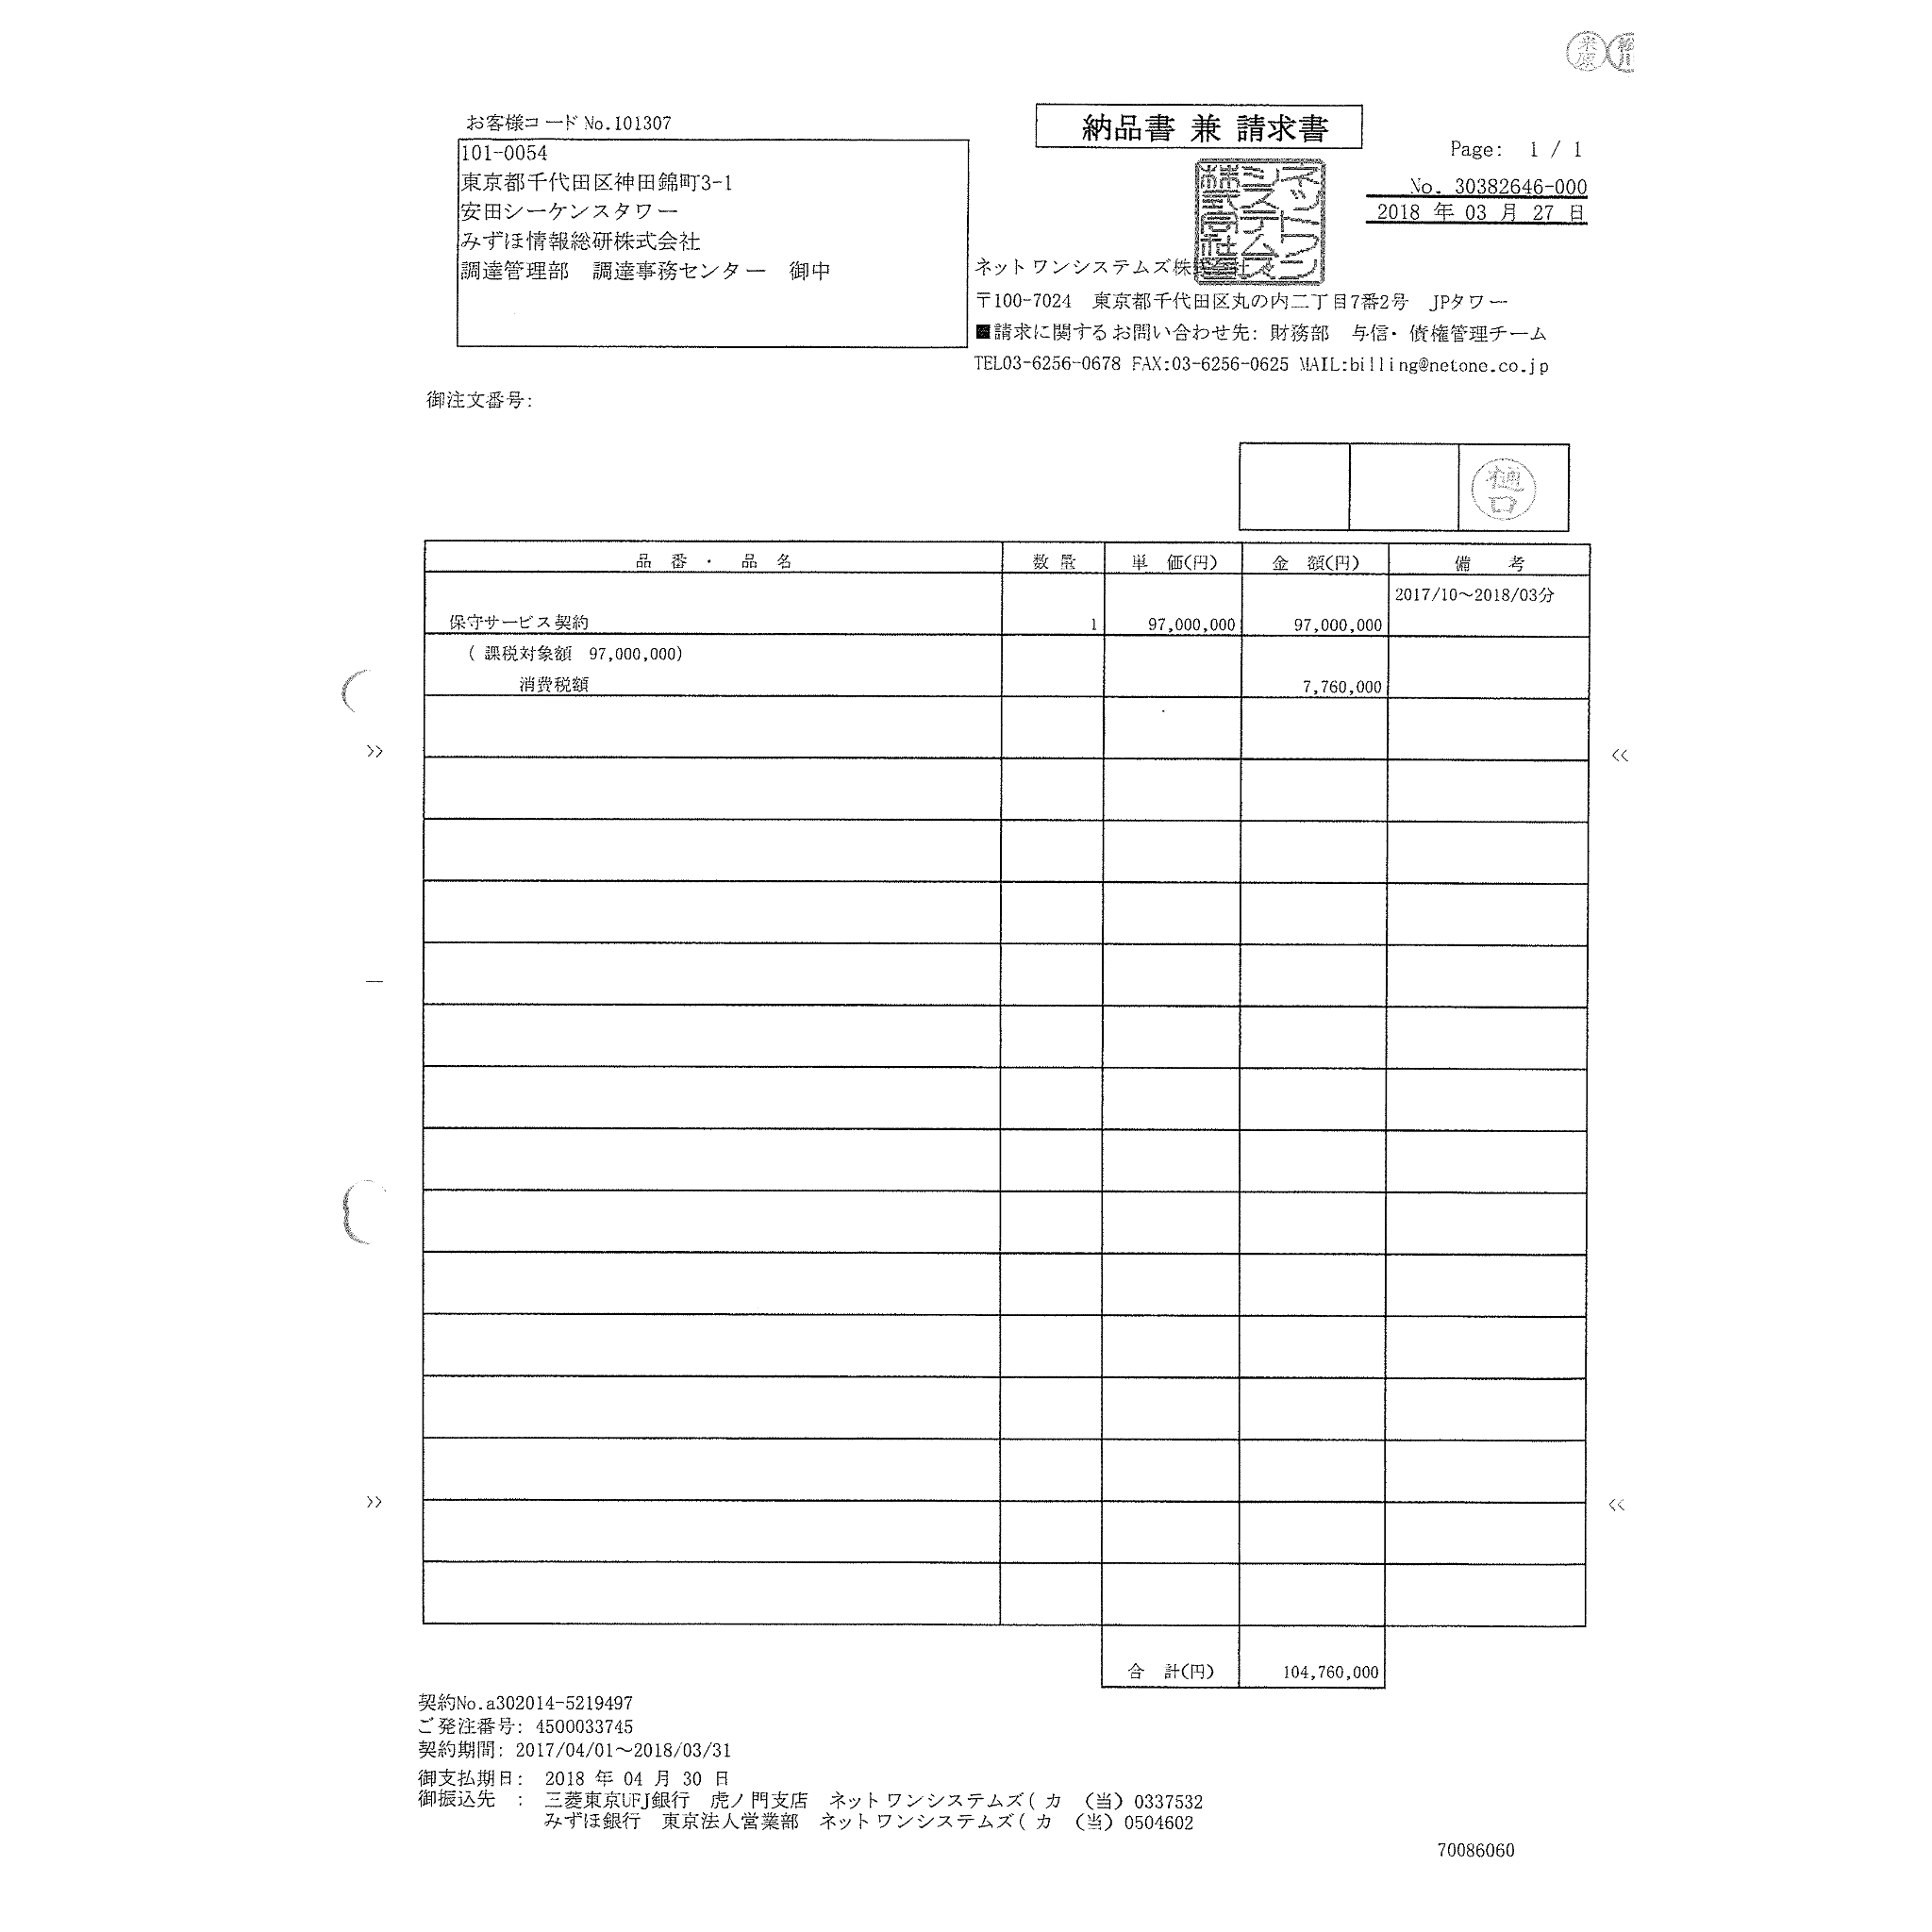 米原
お客様コードNo.101307
納品書 兼 請求書
Page: 1 / 1
No. 30382646-000
2018 年 03 月 27 日
101-0054
東京都千代田区神田錦町3-1
安田シーケンスタワー
みずほ情報総研株式会社
調達管理部 調達事務センター 御中
ネットワンシステムズ株式会社
〒100-7024 東京都千代田区丸の内二丁目7番2号 JPタワー
■請求に関するお問い合わせ先: 財務部 与信・債権管理チーム
TEL03-6256-0678 FAX:03-6256-0625 MAIL:billing@netone.co.jp
御注文番号:
樋口
品 番 ・ 品 名 数 量 単 価(円) 金 額(円) 備 考
2017/10～2018/03分
保守サービス契約 1 97,000,000 97,000,000
( 課税対象額 97,000,000)
消費税額 7,760,000
合 計(円) 104,760,000
契約No.a302014-5219497
ご発注番号: 4500033745
契約期間: 2017/04/01～2018/03/31
御支払期日: 2018 年 04 月 30 日
御振込先 : 三菱東京UFJ銀行 虎ノ門支店 ネットワンシステムズ( カ (当) 0337532
みずほ銀行 東京法人営業部 ネットワンシステムズ( カ (当) 0504602
70086060